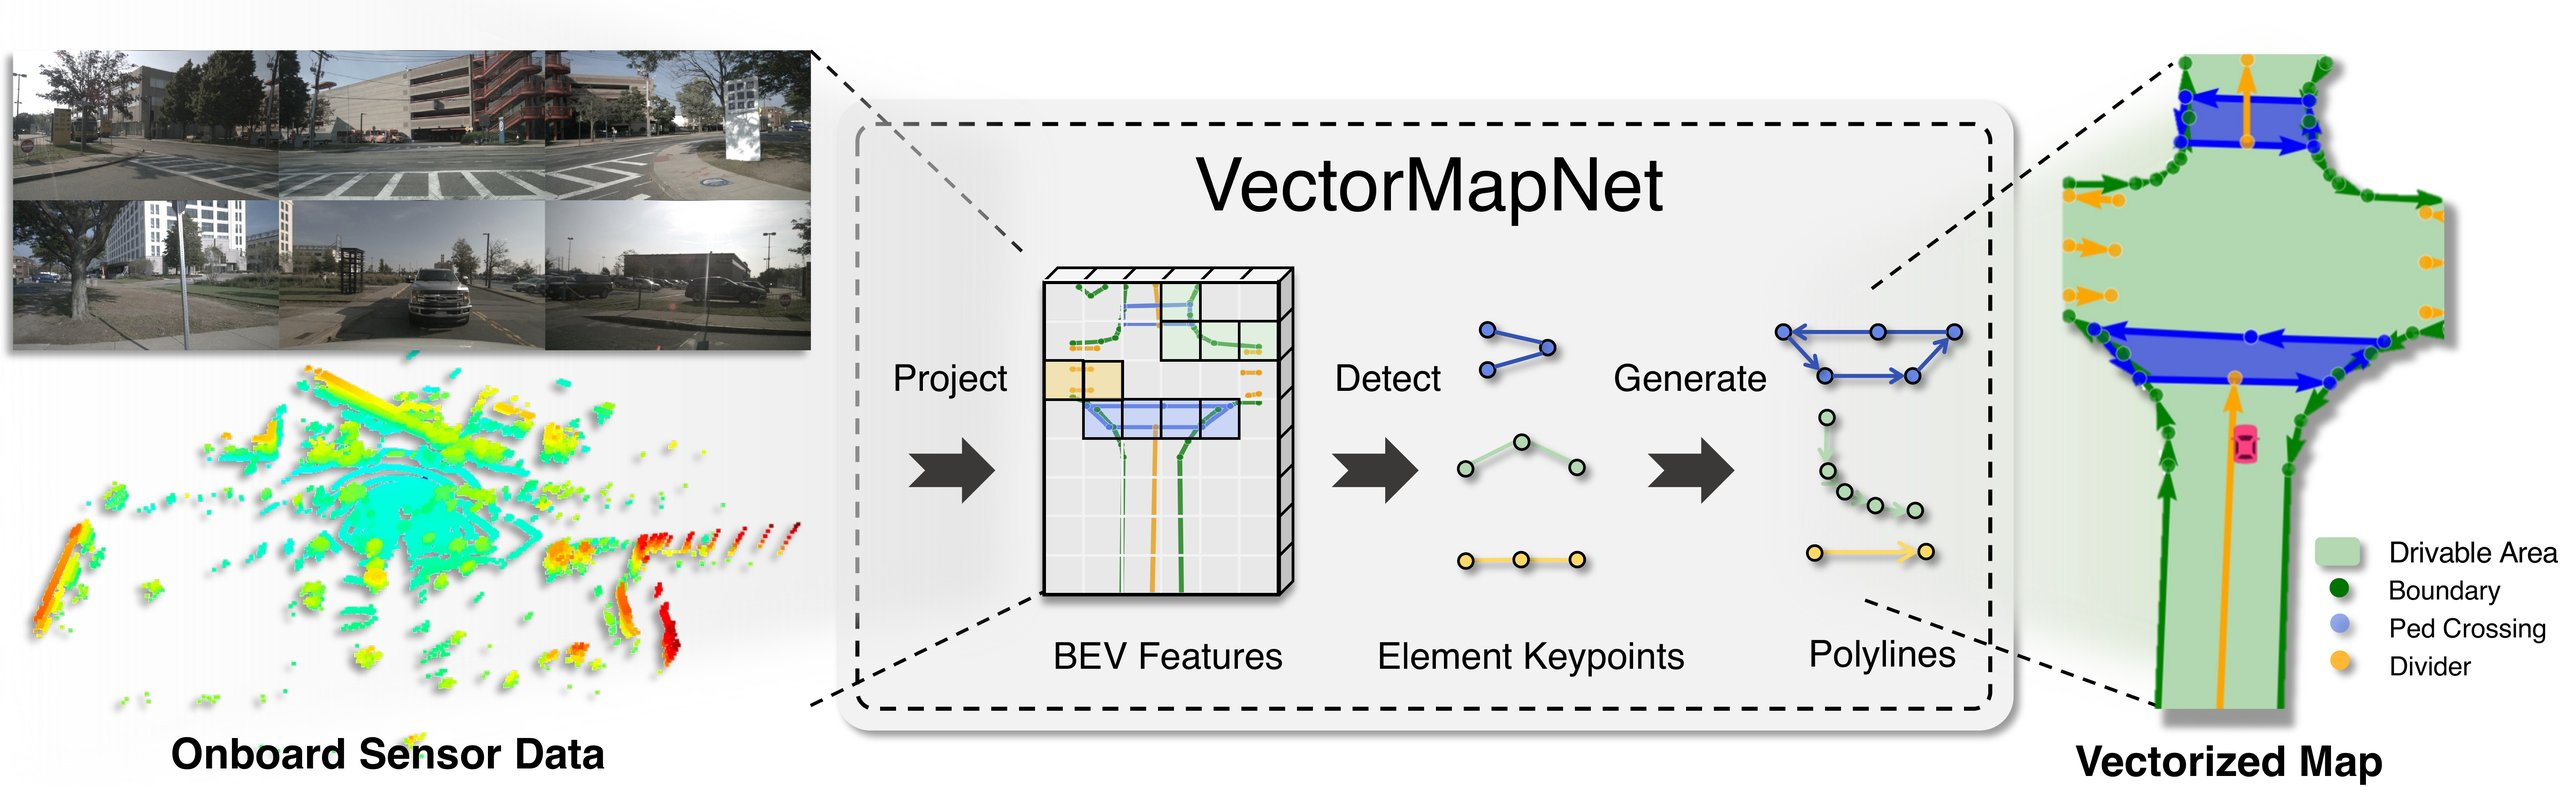 VectorMapNet
Project
Detect
Generate
BEV Features
Element Keypoints
Polylines
Drivable Area
Boundary
Ped Crossing
Divider
Onboard Sensor Data
Vectorized Map